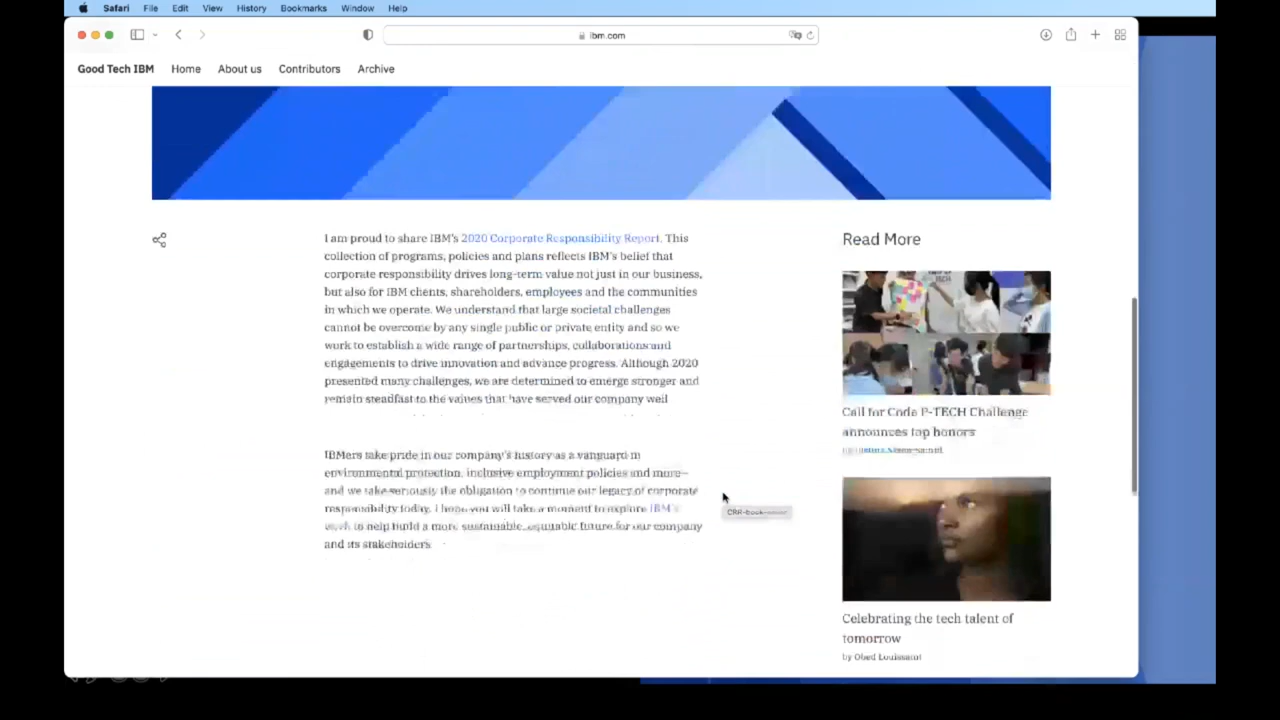 Safari File Edit View History Bookmarks Window Help
ibm.com
Good Tech IBM Home About us Contributors Archive
I am proud to share IBM's 2020 Corporate Responsibility Report. This
collection of programs, policies and plans reflects IBM's belief that
corporate responsibility drives long-term value not just in our business,
but also for IBM clients, shareholders, employees and the communities
in which we operate. We understand that large societal challenges
cannot be overcome by any single public or private entity and so we
work to establish a wide range of partnerships, collaborations and
engagements to drive innovation and advance progress. Although 2020
presented many challenges, we are determined to emerge stronger and
remain steadfast to the values that have served our company well
IBMers take pride in our company's history as a vanguard in
environmental protection, inclusive employment policies and more—
and we take seriously the obligation to continue our legacy of corporate
responsibility today. I hope you will take a moment to explore IBM's
work to help build a more sustainable, equitable future for our company
and its stakeholders
Read More
Call for Code P-TECH Challenge
announces top honors
Celebrating the tech talent of
tomorrow
by Obed Louissaint
CRR-book-cover